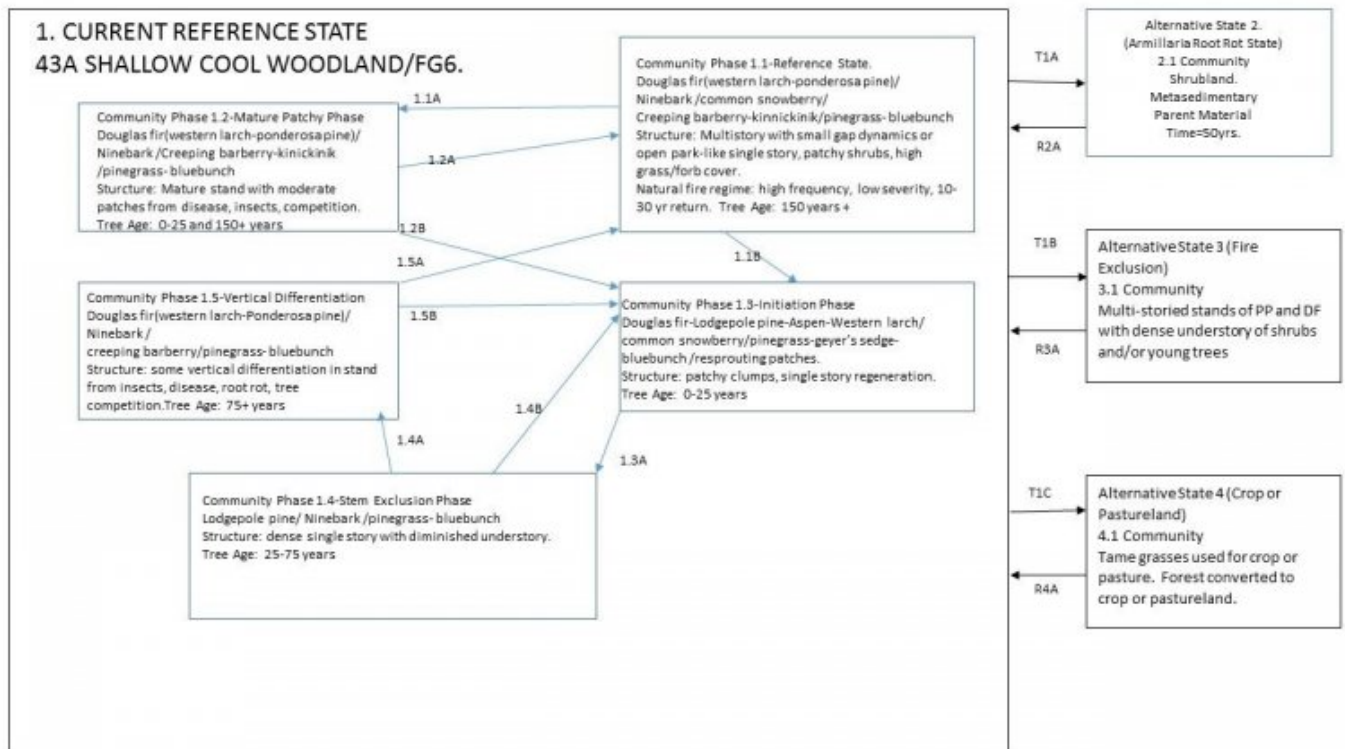 1. CURRENT REFERENCE STATE
43A SHALLOW COOL WOODLAND/FG6.
Community Phase 1.1-Reference State.
Douglas fir(western larch-ponderosa pine)/
Ninebark /common snowberry/
Creeping barberry-kinnickinik/pinegrass- bluebunch
Structure: Multistory with small gap dynamics or
open park-like single story, patchy shrubs, high
grass/forb cover.
Natural fire regime: high frequency, low severity, 10-
30 yr return. Tree Age: 150 years +
1.1A
Community Phase 1.2-Mature Patchy Phase
Douglas fir(western larch-ponderosa pine)/
Ninebark /Creeping barberry-kinickinik
/pinegrass- bluebunch
Sturcture: Mature stand with moderate
patches from disease, insects, competition.
Tree Age: 0-25 and 150+ years
1.2A
1.2B
1.5A
1.1B
Community Phase 1.5-Vertical Differentiation
Douglas fir(western larch-Ponderosa pine)/
Ninebark /
creeping barberry/pinegrass- bluebunch
Structure: some vertical differentiation in stand
from insects, disease, root rot, tree
competition.Tree Age: 75+ years
1.5B
Community Phase 1.3-Initiation Phase
Douglas fir-Lodgepole pine-Aspen-Western larch/
common snowberry/pinegrass-geyer's sedge-
bluebunch /resprouting patches.
Structure: patchy clumps, single story regeneration.
Tree Age: 0-25 years
1.4B
1.4A
1.3A
Community Phase 1.4-Stem Exclusion Phase
Lodgepole pine/ Ninebark /pinegrass- bluebunch
Structure: dense single story with diminished understory.
Tree Age: 25-75 years
T1A
R2A
Alternative State 2.
(Armillaria Root Rot State)
2.1 Community
Shrubland.
Metasedimentary
Parent Material
Time=50yrs.
T1B
R3A
Alternative State 3 (Fire
Exclusion)
3.1 Community
Multi-storied stands of PP and DF
with dense understory of shrubs
and/or young trees
T1C
R4A
Alternative State 4 (Crop or
Pastureland)
4.1 Community
Tame grasses used for crop or
pasture. Forest converted to
crop or pastureland.